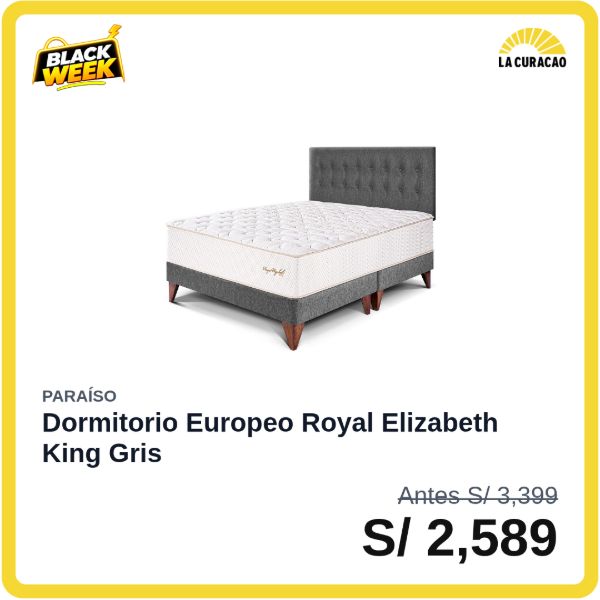 BLACK
WEEK
LA CURACAO
PARAÍSO
Dormitorio Europeo Royal Elizabeth
King Gris
Antes S/ 3,399
S/ 2,589